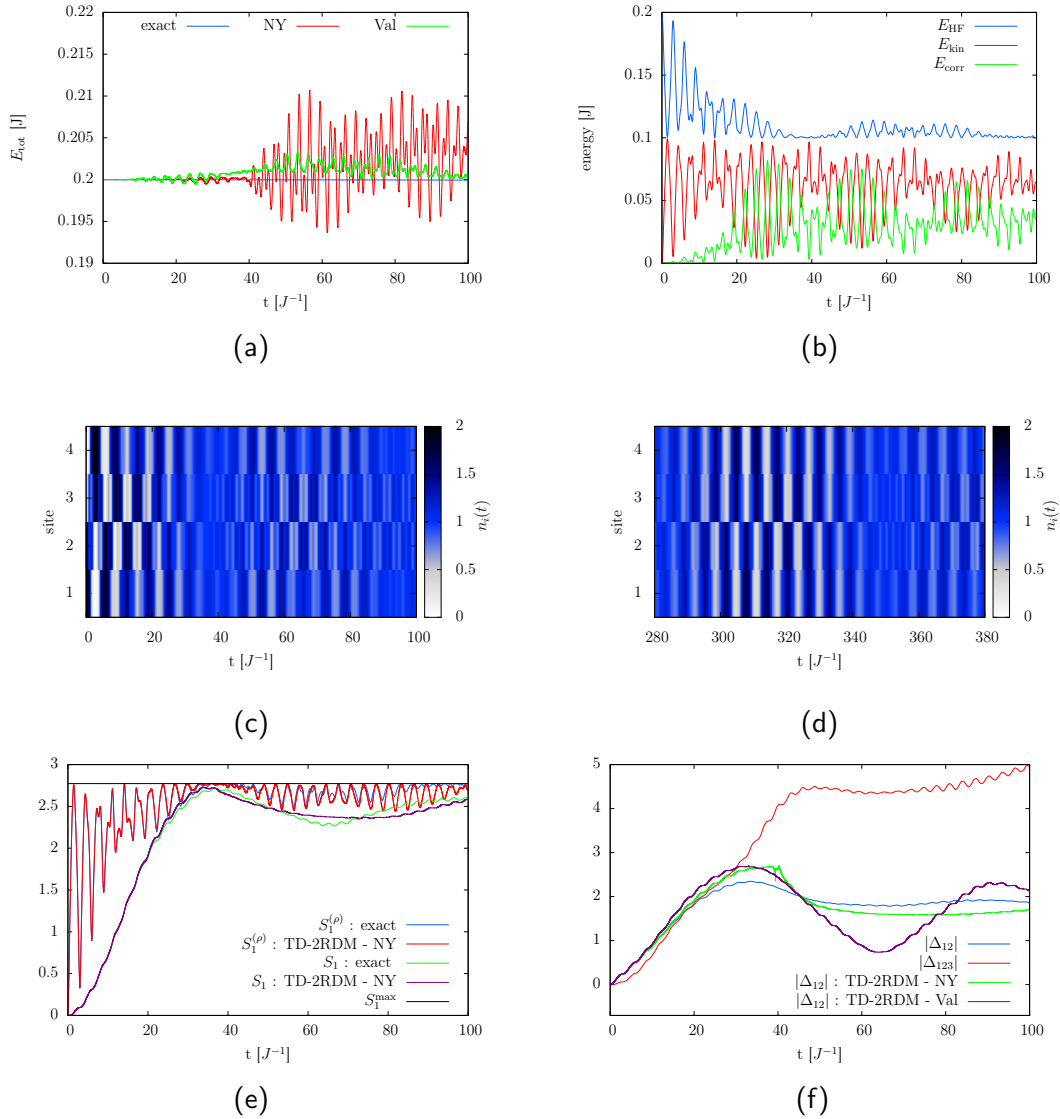 exact NY Val
0.22
0.21
0.205
0.2
0.195
0.19
E_tot [J]
0 20 40 60 80 100
t [J^{-1}]
(a)
E_HF
E_kin
E_corr
0.2
0.15
0.1
0.05
0
energy [J]
0 20 40 60 80 100
t [J^{-1}]
(b)
4
3
2
1
site
0 20 40 60 80 100
t [J^{-1}]
2
1.5
1
0.5
0
n_i(t)
(c)
4
3
2
1
site
280 300 320 340 360 380
t [J^{-1}]
2
1.5
1
0.5
0
n_i(t)
(d)
3
2.5
2
1.5
1
0.5
0
S_1^{(ρ)} : exact
S_1^{(ρ)} : TD-2RDM - NY
S_1 : exact
S_1 : TD-2RDM - NY
S_1^{max}
0 20 40 60 80 100
t [J^{-1}]
(e)
5
4
3
2
1
0
|Δ_12|
|Δ_123|
|Δ_12| : TD-2RDM - NY
|Δ_12| : TD-2RDM - Val
0 20 40 60 80 100
t [J^{-1}]
(f)